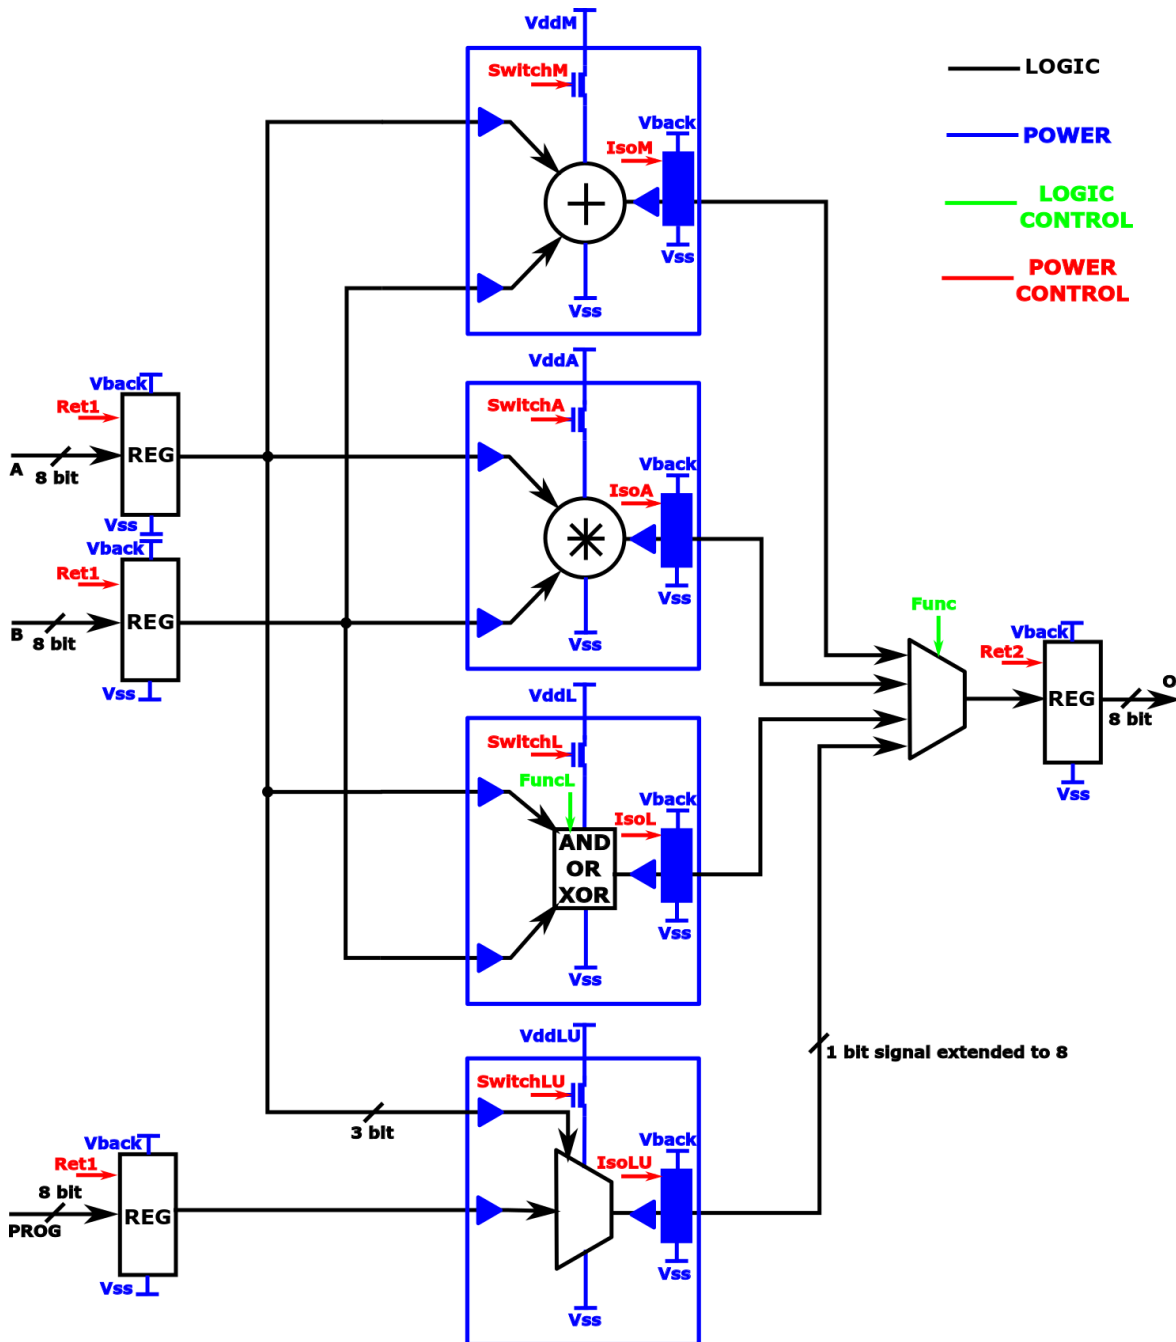 VddM
SwitchM
Vback
IsoM
Vss
Vss
LOGIC
POWER
LOGIC
CONTROL
POWER
CONTROL
VddA
SwitchA
Vback
IsoA
Vss
Vss
Vback
Ret1
REG
A
8 bit
Vss
Vback
Ret1
REG
B
8 bit
Vss
Func
Vback
Ret2
REG
O
8 bit
Vss
VddL
SwitchL
FuncL
Vback
IsoL
AND
OR
XOR
Vss
Vss
1 bit signal extended to 8
VddLU
SwitchLU
3 bit
Vback
IsoLU
Vss
Vss
Vback
Ret1
8 bit
REG
PROG
Vss